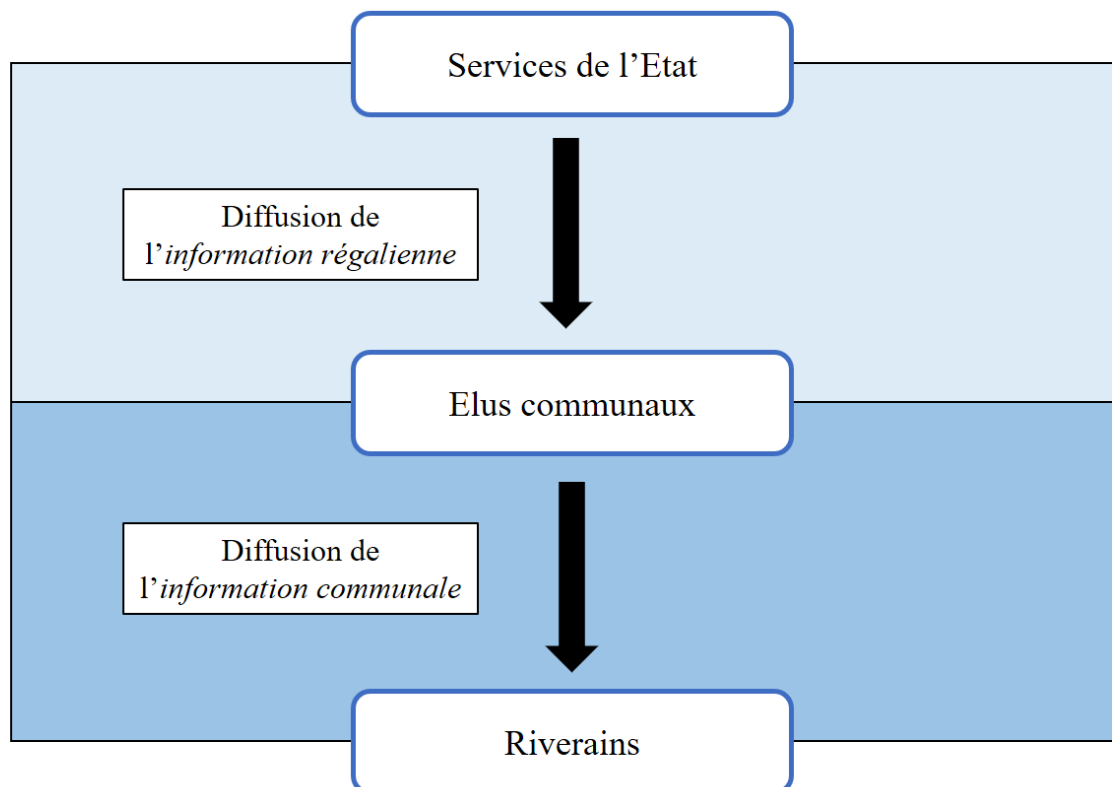 Services de l’Etat
Diffusion de
l’information régalienne
Elus communaux
Diffusion de
l’information communale
Riverains